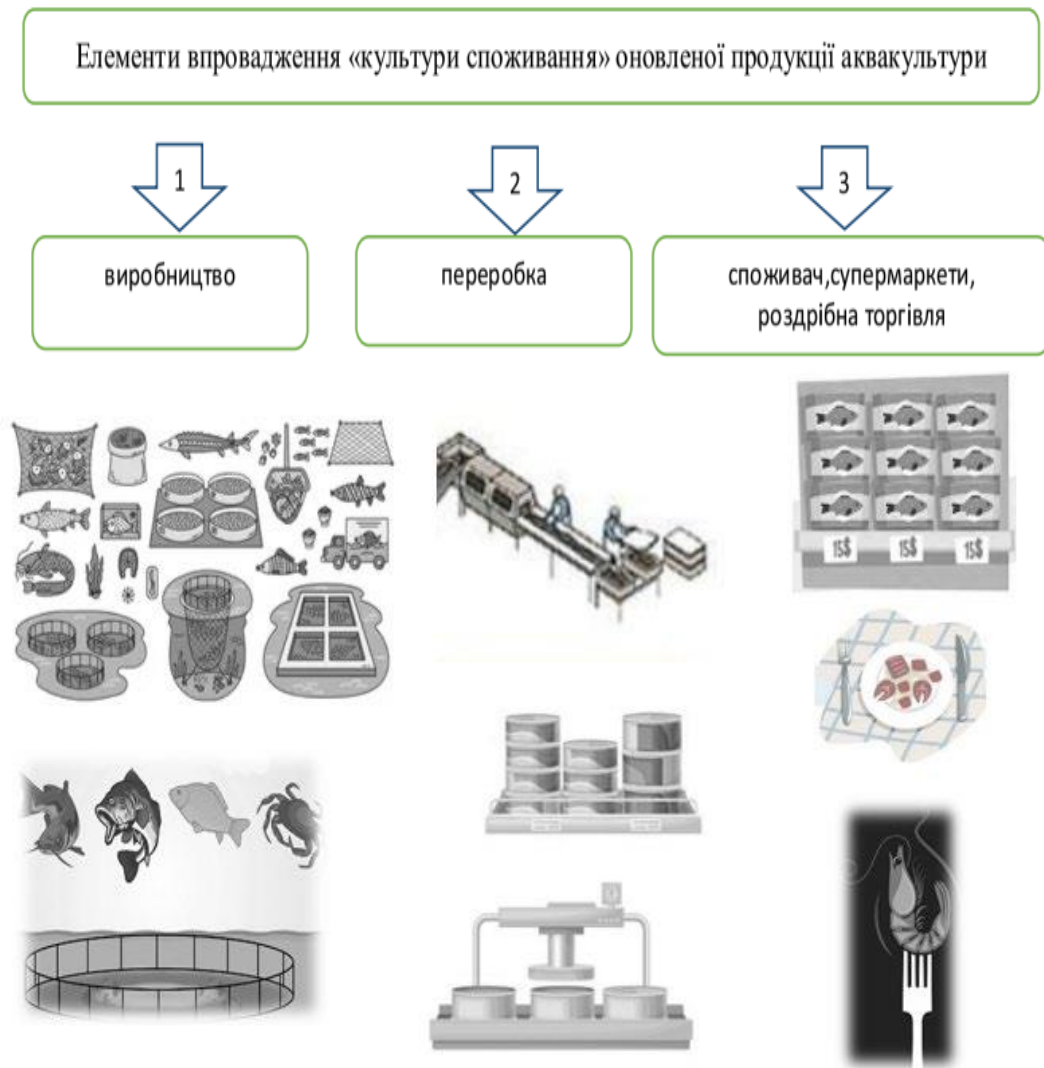 Елементи впровадження «культури споживання» оновленої продукції аквакультури
1
2
3
виробництво
переробка
споживач,супермаркети,
роздрібна торгівля
15$
15$
15$